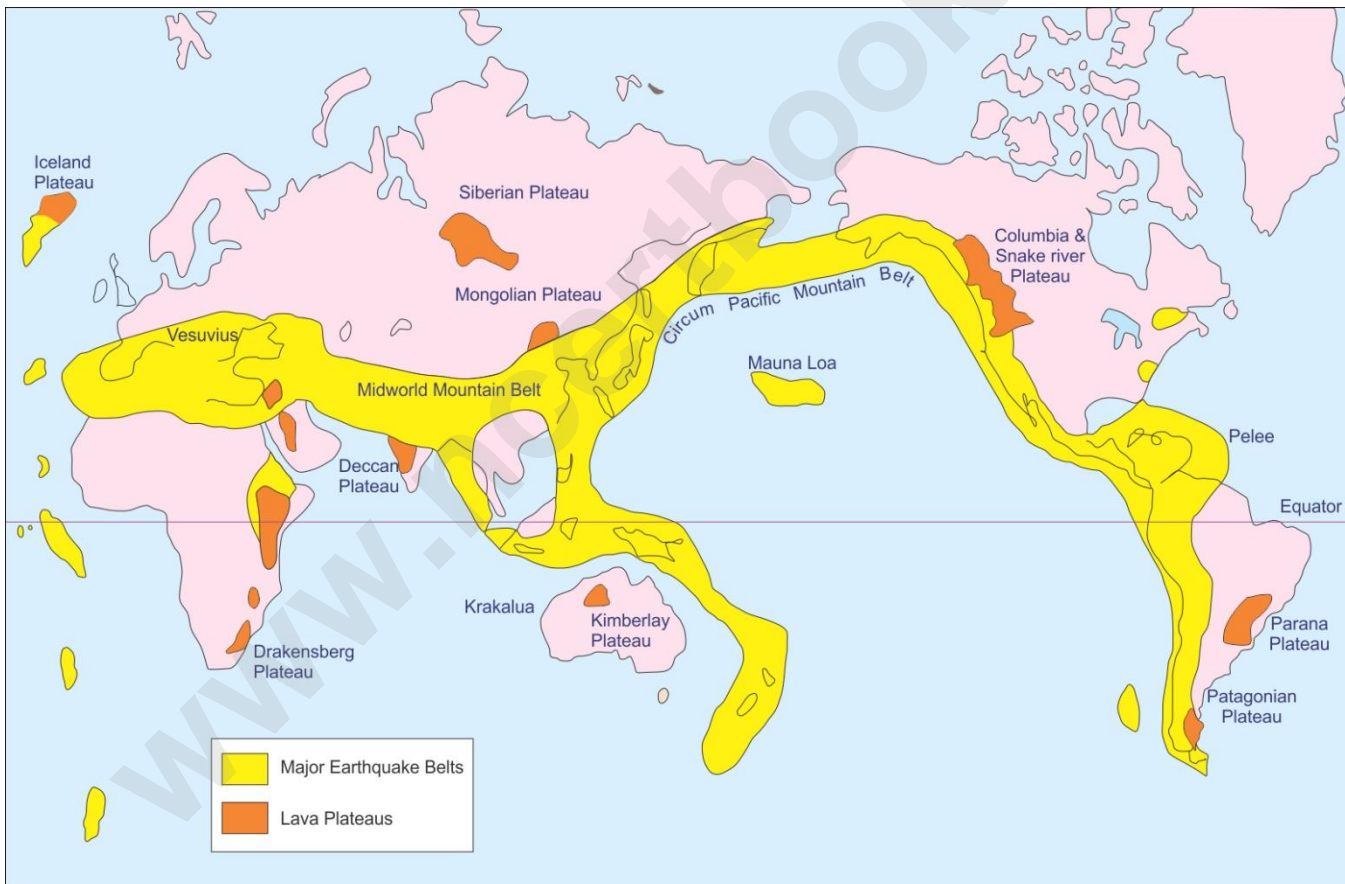 Iceland
Plateau
Siberian Plateau
Columbia &
Snake river
Plateau
Mongolian Plateau
Circum Pacific Mountain Belt
Vesuvius
Mauna Loa
Midworld Mountain Belt
Pelee
Deccan
Plateau
Equator
Krakalua
Kimberlay
Plateau
Parana
Plateau
Drakensberg
Plateau
Patagonian
Plateau
Major Earthquake Belts
Lava Plateaus
www.ncertbook